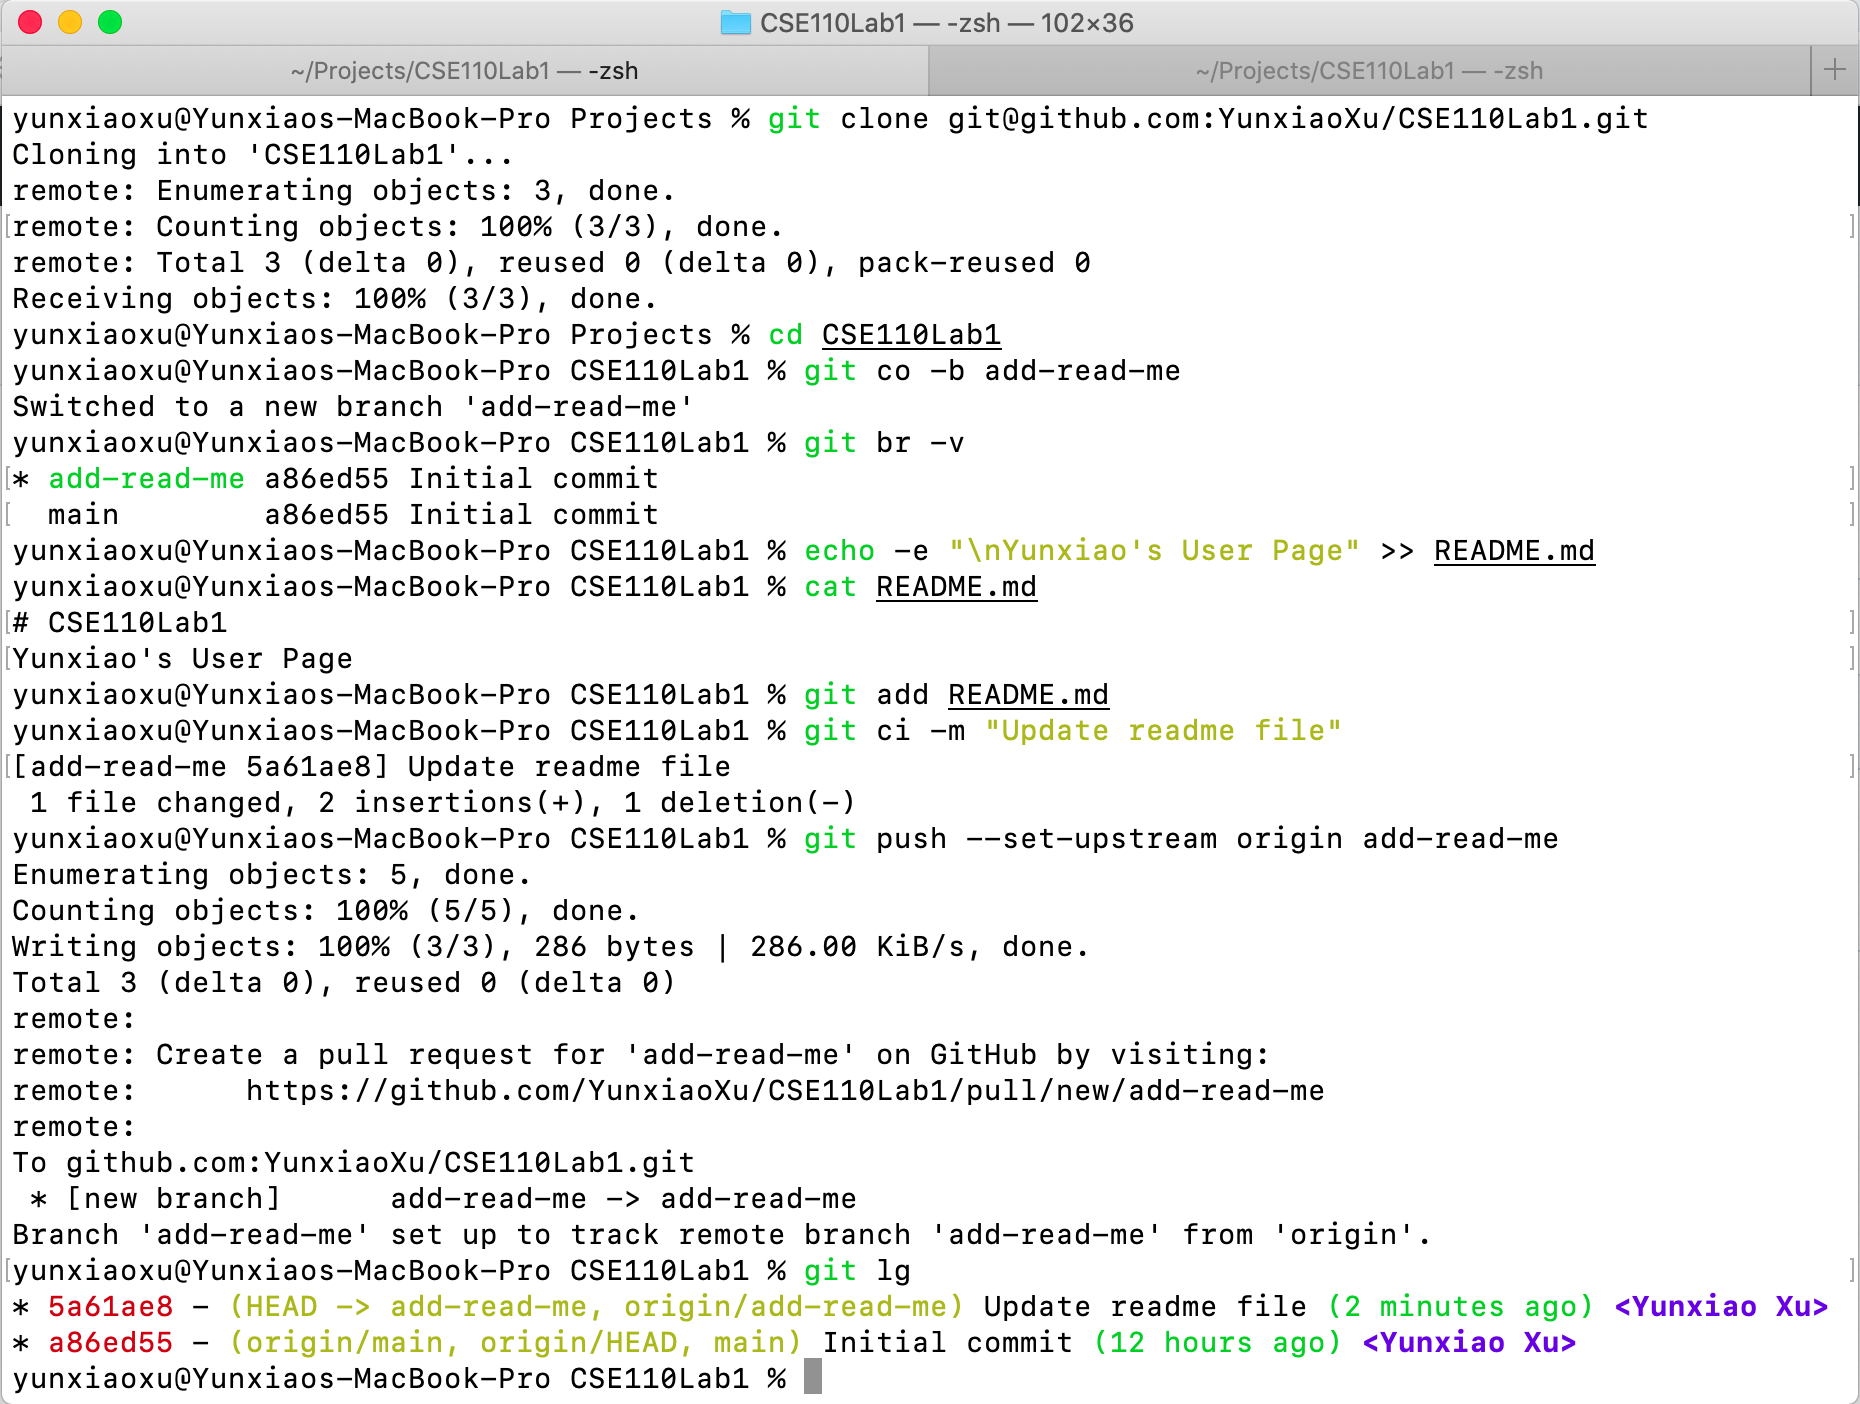 CSE110Lab1 — -zsh — 102×36
~/Projects/CSE110Lab1 — -zsh
~/Projects/CSE110Lab1 — -zsh
yunxiaoxu@Yunxiaos-MacBook-Pro Projects % git clone git@github.com:YunxiaoXu/CSE110Lab1.git
Cloning into 'CSE110Lab1'...
remote: Enumerating objects: 3, done.
remote: Counting objects: 100% (3/3), done.
remote: Total 3 (delta 0), reused 0 (delta 0), pack-reused 0
Receiving objects: 100% (3/3), done.
yunxiaoxu@Yunxiaos-MacBook-Pro Projects % cd CSE110Lab1
yunxiaoxu@Yunxiaos-MacBook-Pro CSE110Lab1 % git co -b add-read-me
Switched to a new branch 'add-read-me'
yunxiaoxu@Yunxiaos-MacBook-Pro CSE110Lab1 % git br -v
* add-read-me a86ed55 Initial commit
  main        a86ed55 Initial commit
yunxiaoxu@Yunxiaos-MacBook-Pro CSE110Lab1 % echo -e "\nYunxiao's User Page" >> README.md
yunxiaoxu@Yunxiaos-MacBook-Pro CSE110Lab1 % cat README.md
# CSE110Lab1
Yunxiao's User Page
yunxiaoxu@Yunxiaos-MacBook-Pro CSE110Lab1 % git add README.md
yunxiaoxu@Yunxiaos-MacBook-Pro CSE110Lab1 % git ci -m "Update readme file"
[add-read-me 5a61ae8] Update readme file
 1 file changed, 2 insertions(+), 1 deletion(-)
yunxiaoxu@Yunxiaos-MacBook-Pro CSE110Lab1 % git push --set-upstream origin add-read-me
Enumerating objects: 5, done.
Counting objects: 100% (5/5), done.
Writing objects: 100% (3/3), 286 bytes | 286.00 KiB/s, done.
Total 3 (delta 0), reused 0 (delta 0)
remote:
remote: Create a pull request for 'add-read-me' on GitHub by visiting:
remote:      https://github.com/YunxiaoXu/CSE110Lab1/pull/new/add-read-me
remote:
To github.com:YunxiaoXu/CSE110Lab1.git
 * [new branch]      add-read-me -> add-read-me
Branch 'add-read-me' set up to track remote branch 'add-read-me' from 'origin'.
yunxiaoxu@Yunxiaos-MacBook-Pro CSE110Lab1 % git lg
* 5a61ae8 - (HEAD -> add-read-me, origin/add-read-me) Update readme file (2 minutes ago) <Yunxiao Xu>
* a86ed55 - (origin/main, origin/HEAD, main) Initial commit (12 hours ago) <Yunxiao Xu>
yunxiaoxu@Yunxiaos-MacBook-Pro CSE110Lab1 %